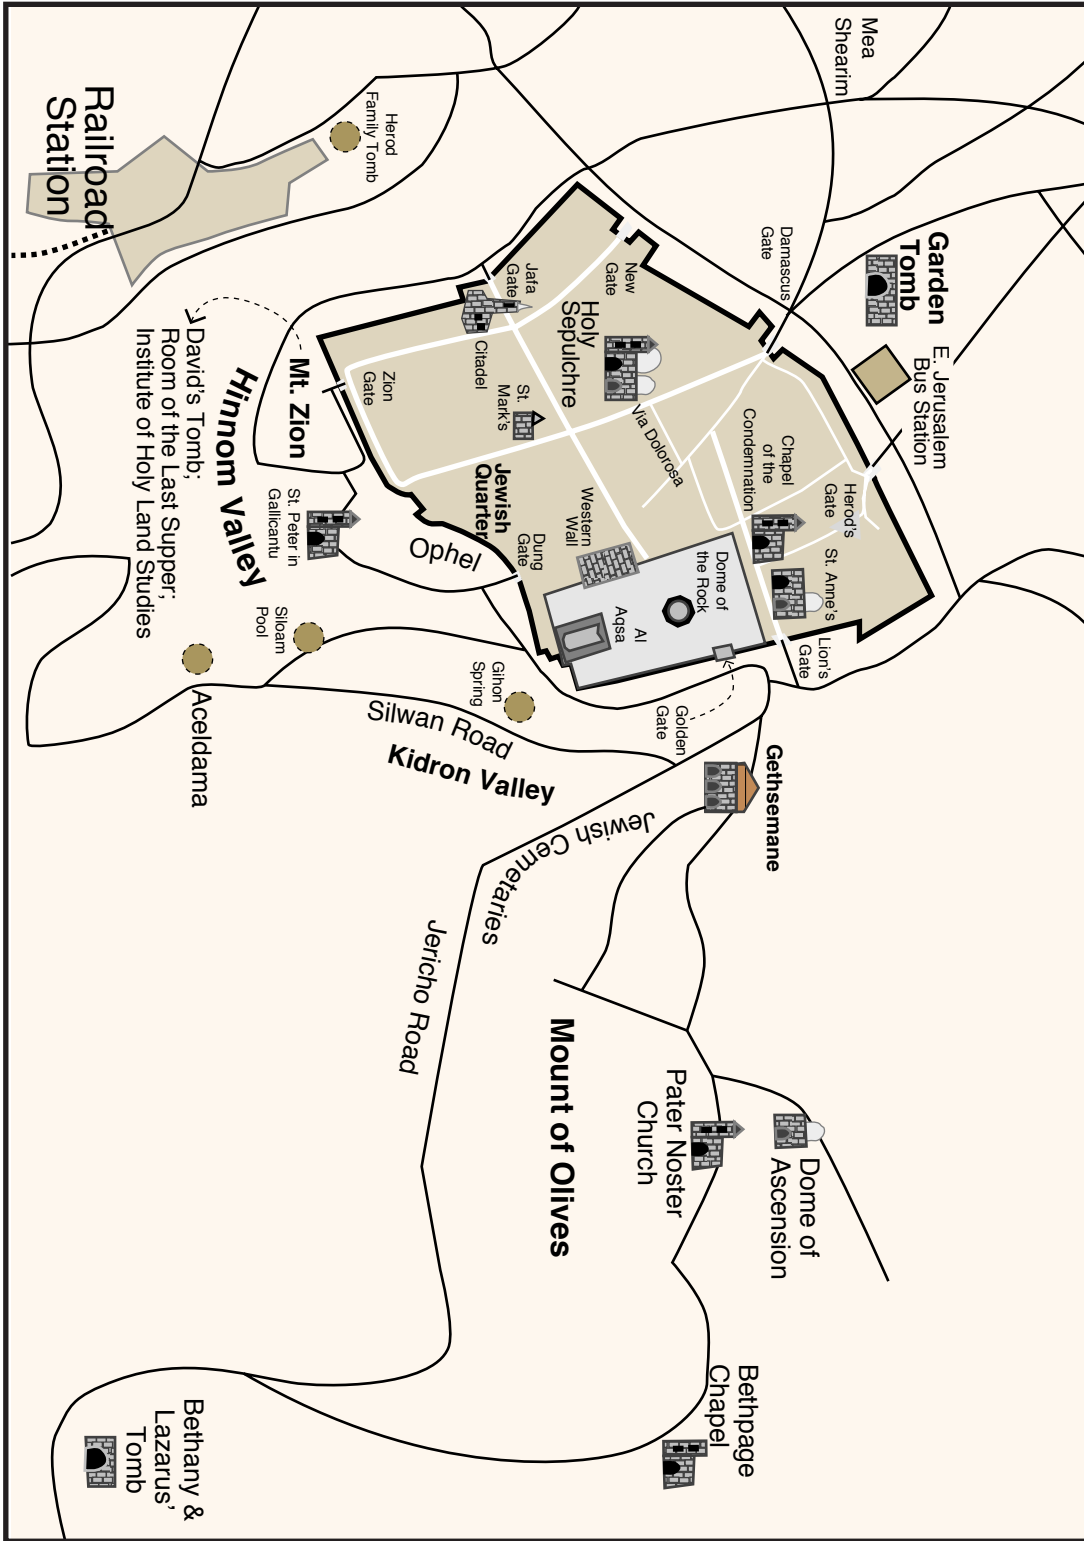 Mea
Shearim
Garden
Tomb
E. Jerusalem
Bus Station
Damascus
Gate
Herod
Family Tomb
Railroad
Station
New
Gate
Jafa
Gate
Holy
Sepulchre
Citadel
St.
Mark's
Zion
Gate
Via Dolorosa
Chapel
of the
Condemnation
Herod's
St. Anne's
Lion's
Gate
Jewish
Quarter
Western
Wall
Dung
Gate
Dome of
the Rock
Al
Aqsa
Golden
Gate
Mt. Zion
Hinnom Valley
David's Tomb;
Room of the Last Supper;
Institute of Holy Land Studies
St. Peter in
Gallicantu
Ophel
Siloam
Pool
Gihon
Spring
Aceldama
Silwan Road
Kidron Valley
Gethsemane
Jewish Cemetaries
Jericho Road
Mount of Olives
Pater Noster
Church
Dome of
Ascension
Bethpage
Chapel
Bethany &
Lazarus'
Tomb